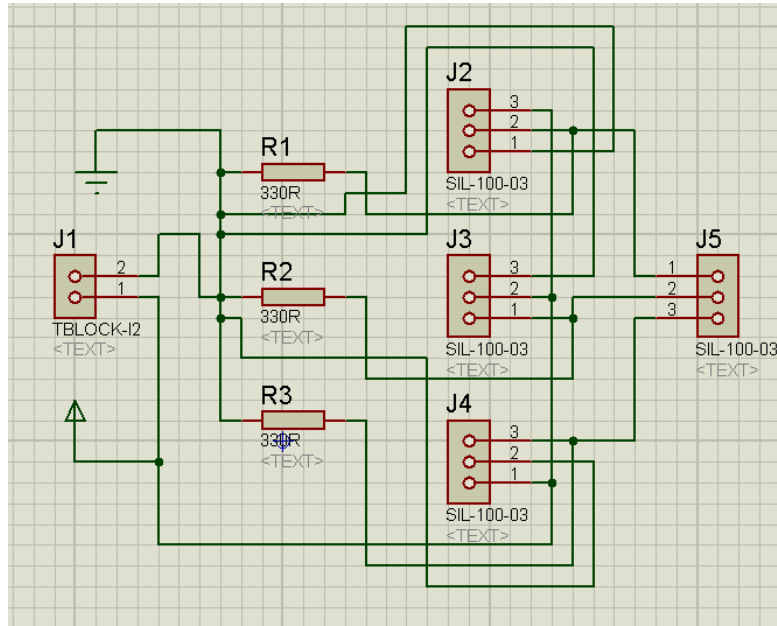 J2
3
2
1
SIL-100-03
<TEXT>
R1
330R
<TEXT>
J1
2
1
TBLOCK-I2
<TEXT>
R2
330R
<TEXT>
J3
3
2
1
SIL-100-03
<TEXT>
J5
1
2
3
SIL-100-03
<TEXT>
R3
330R
<TEXT>
J4
3
2
1
SIL-100-03
<TEXT>